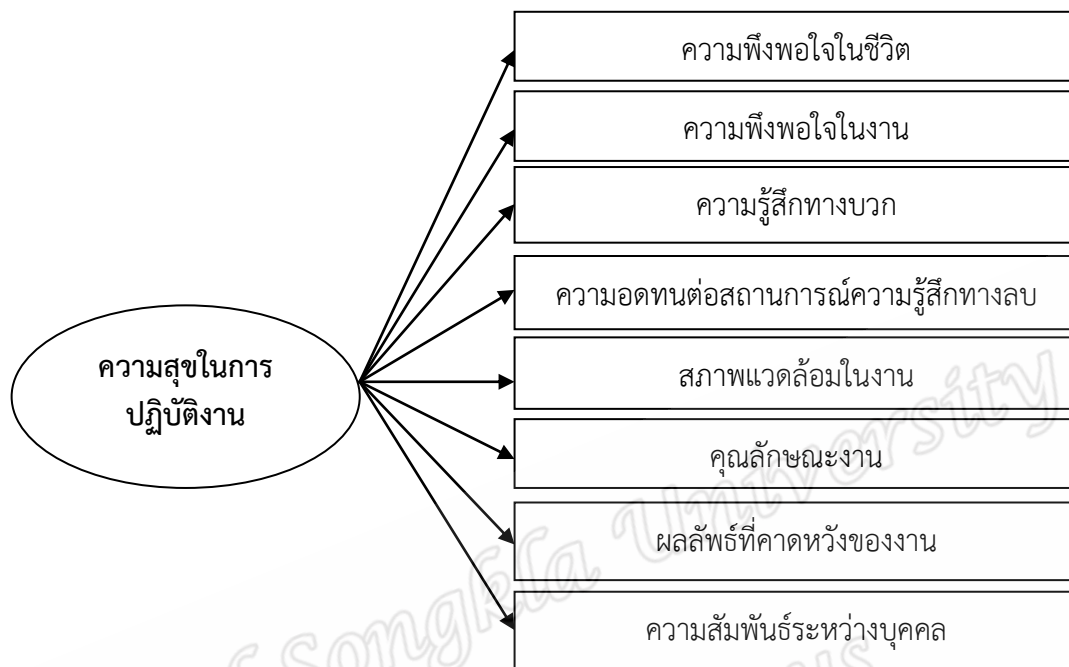 ความพึงพอใจในชีวิต
ความพึงพอใจในงาน
ความรู้สึกทางบวก
ความอดทนต่อสถานการณ์ความรู้สึกทางลบ
ความสุขในการ
ปฏิบัติงาน
สภาพแวดล้อมในงาน
คุณลักษณะงาน
ผลลัพธ์ที่คาดหวังของงาน
ความสัมพันธ์ระหว่างบุคคล
Songkla University